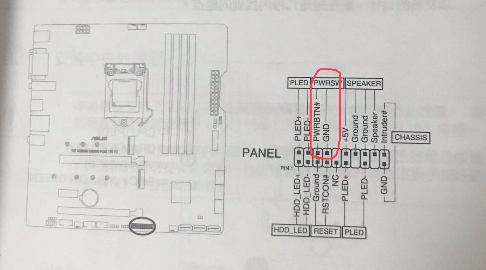 PLED
PWRSW
SPEAKER
PLED+
PLED-
PWRBTN#
GND
+5V
Ground
Ground
Speaker
Intruder#
CHASSIS
PANEL
PIN 1
HDD_LED+
HDD_LED-
Ground
RSTCON#
NC
PLED+
PLED-
GND
HDD_LED
RESET
PLED